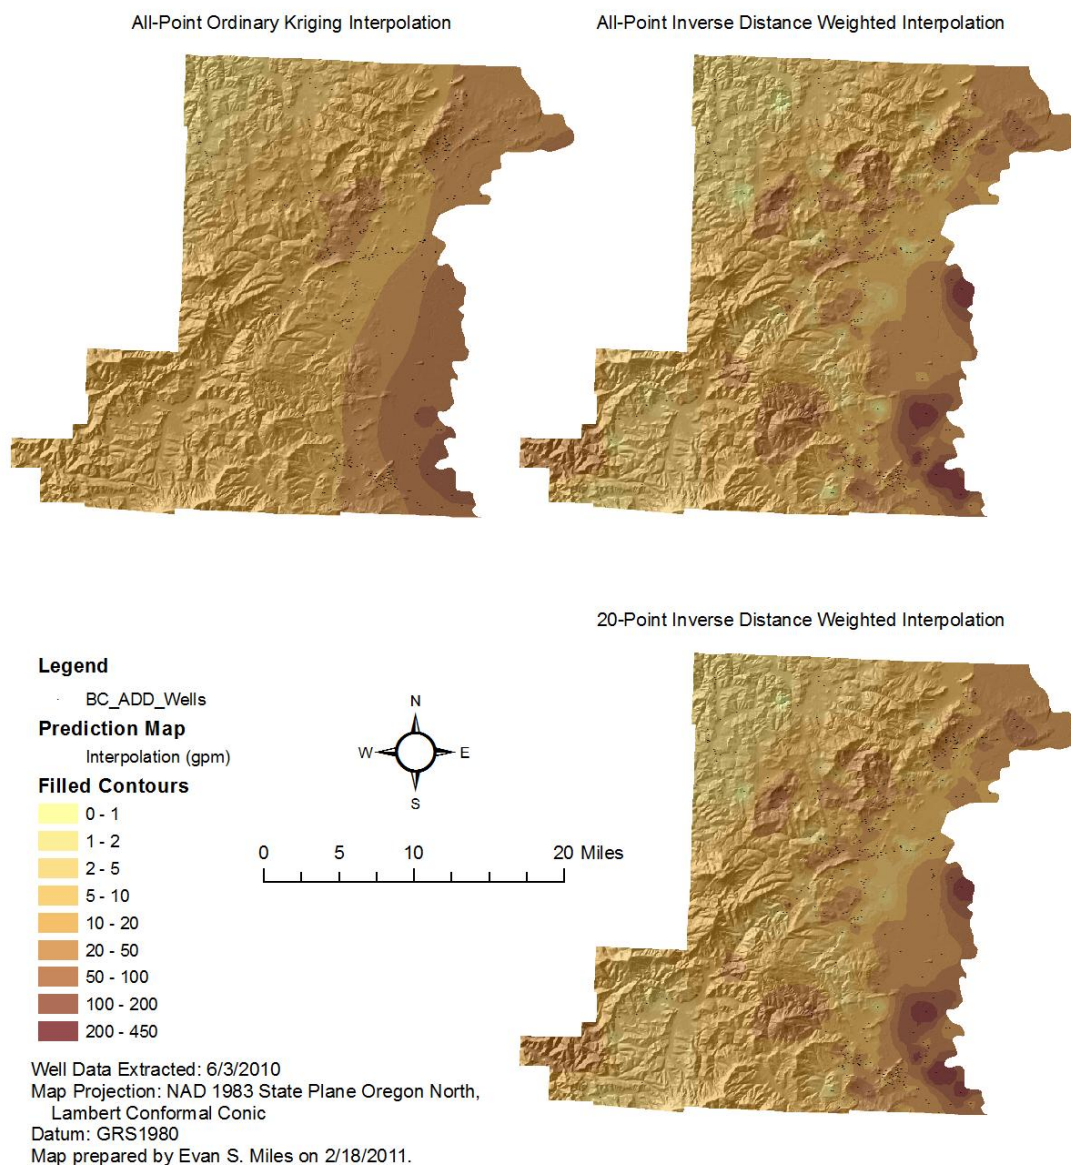 All-Point Ordinary Kriging Interpolation
All-Point Inverse Distance Weighted Interpolation
20-Point Inverse Distance Weighted Interpolation
Legend
BC_ADD_Wells
Prediction Map
Interpolation (gpm)
Filled Contours
0 - 1
1 - 2
2 - 5
5 - 10
10 - 20
20 - 50
50 - 100
100 - 200
200 - 450
N
W E
S
0 5 10 20 Miles
Well Data Extracted: 6/3/2010
Map Projection: NAD 1983 State Plane Oregon North,
Lambert Conformal Conic
Datum: GRS1980
Map prepared by Evan S. Miles on 2/18/2011.